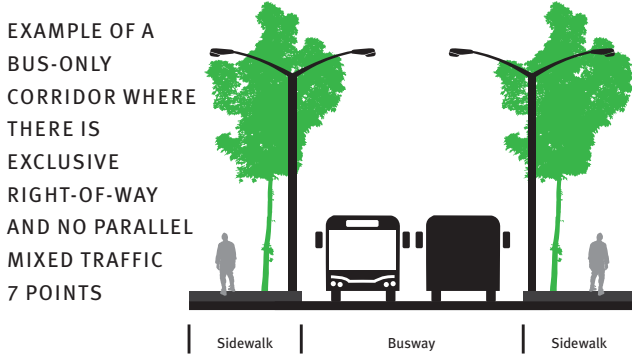 EXAMPLE OF A
BUS-ONLY
CORRIDOR WHERE
THERE IS
EXCLUSIVE
RIGHT-OF-WAY
AND NO PARALLEL
MIXED TRAFFIC
7 POINTS
Sidewalk Busway Sidewalk